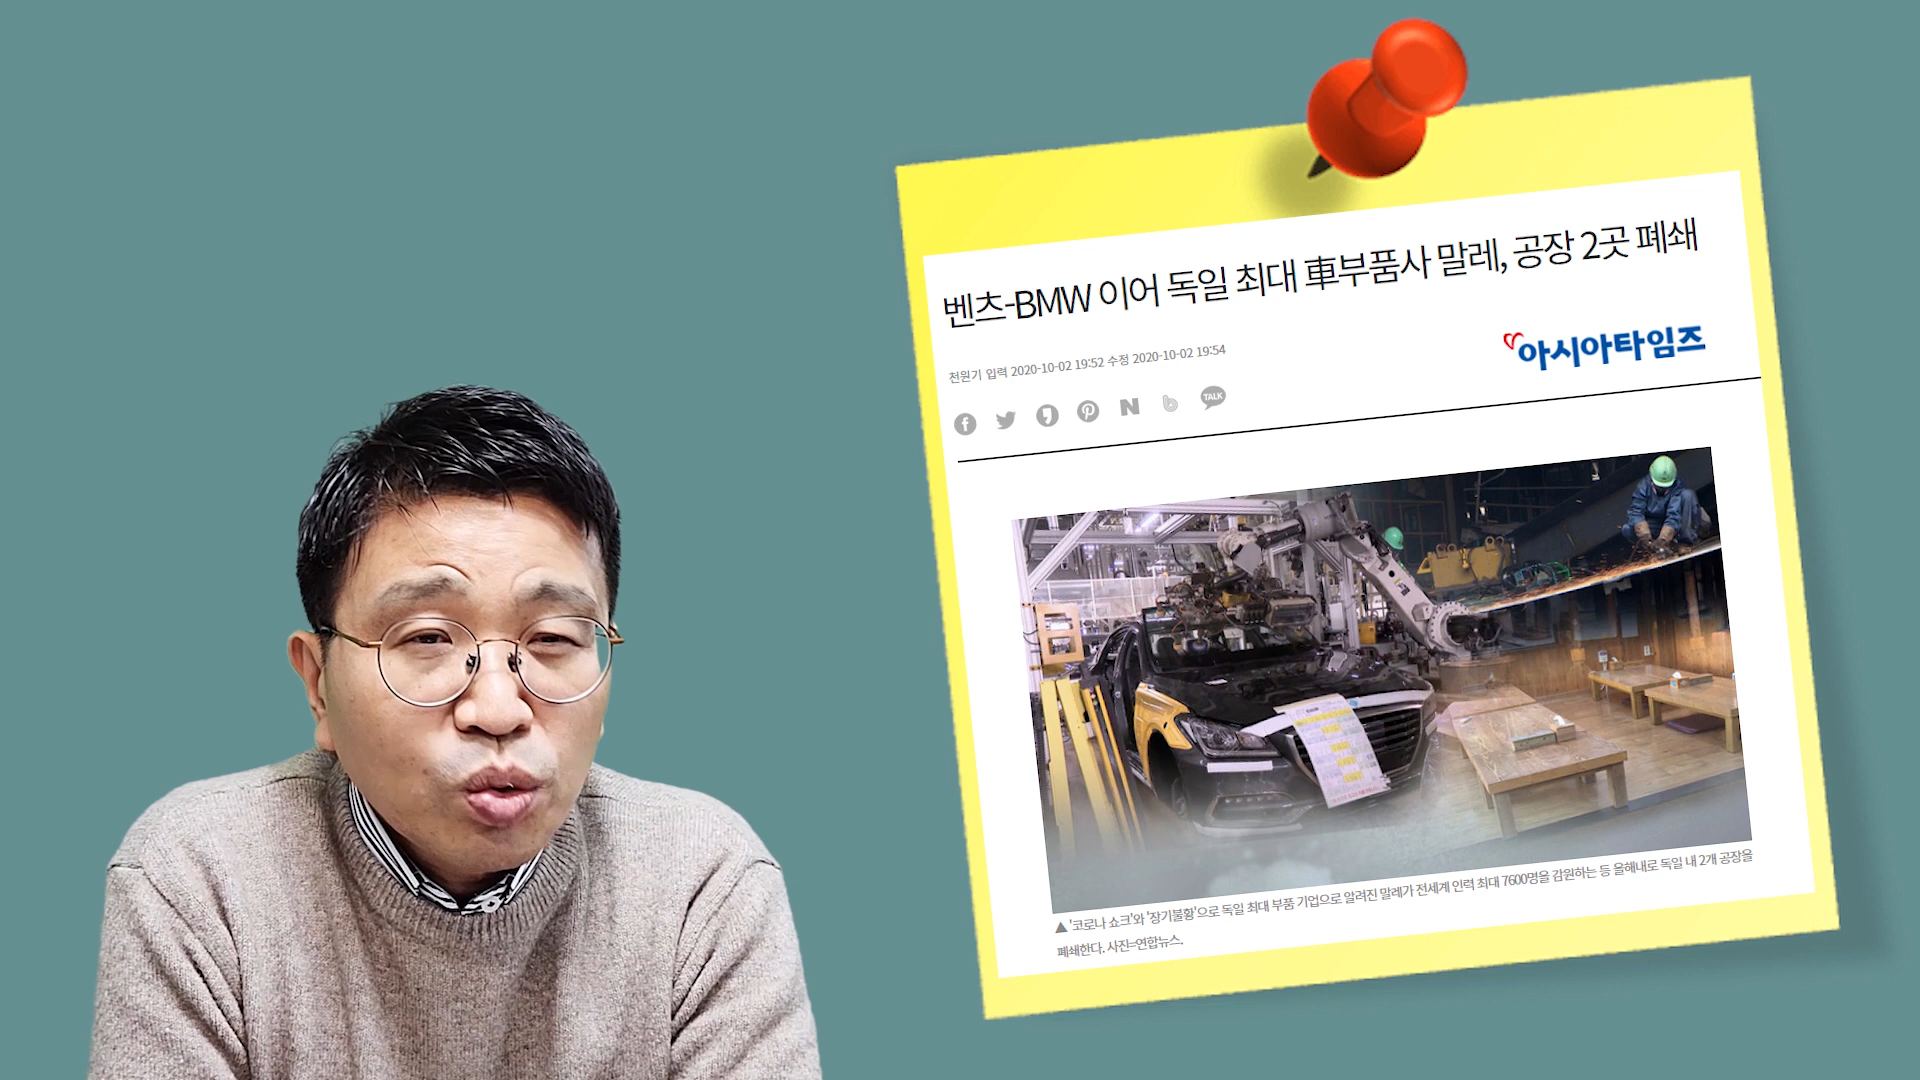 벤츠-BMW 이어 독일 최대 車부품사 말레, 공장 2곳 폐쇄
아시아타임즈
천원기 입력 2020-10-02 19:52 수정 2020-10-02 19:54
TALK
▲ '코로나 쇼크'와 '장기불황'으로 독일 최대 부품 기업으로 알려진 말레가 전세계 인력 최대 7600명을 감원하는 등 올해내로 독일 내 2개 공장을
폐쇄한다. 사진=연합뉴스.